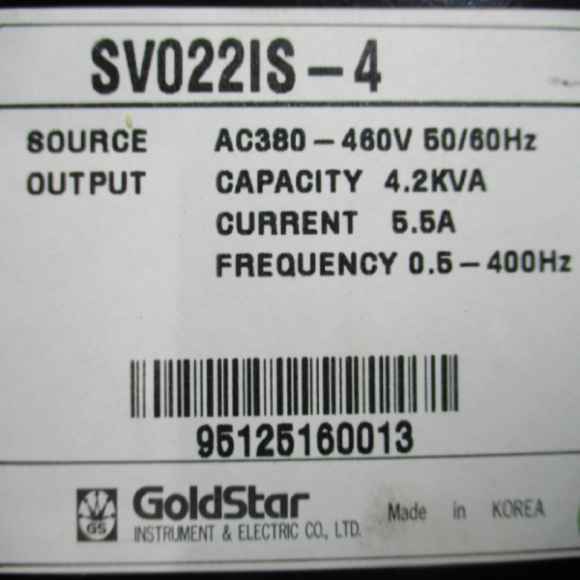 SV022IS-4
SOURCE AC380-460V 50/60Hz
OUTPUT CAPACITY 4.2KVA
CURRENT 5.5A
FREQUENCY 0.5-400Hz
95125160013
GS GoldStar Made in KOREA
INSTRUMENT & ELECTRIC CO., LTD.